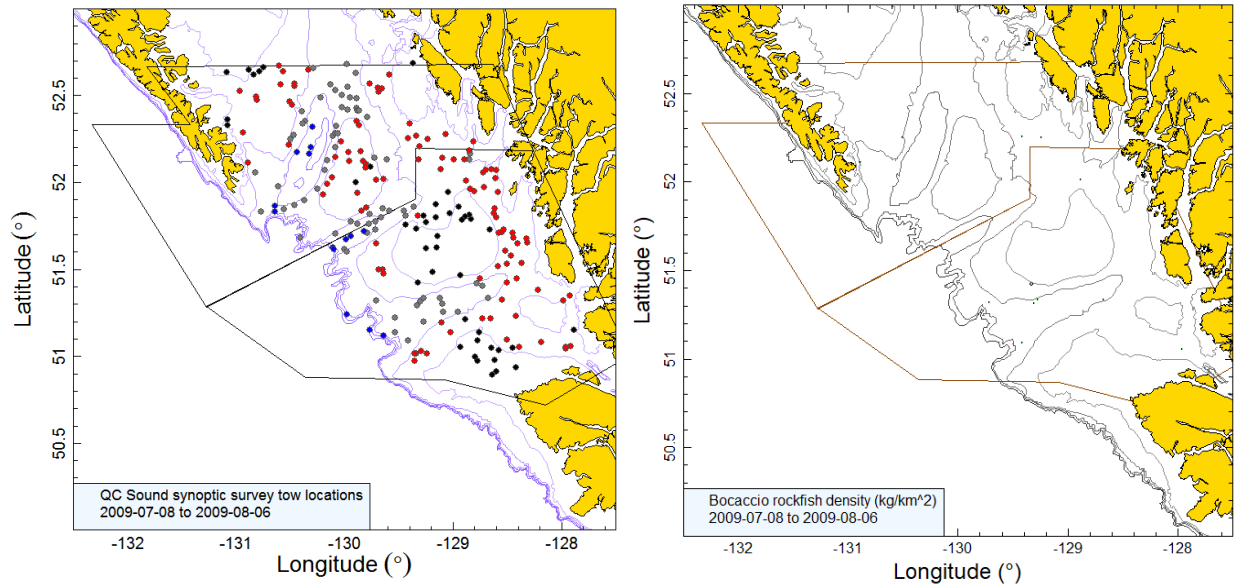 Latitude (°)
52.5
52
51.5
51
50.5
QC Sound synoptic survey tow locations
2009-07-08 to 2009-08-06
-132
-131
-130
-129
-128
Longitude (°)
Latitude (°)
52.5
52
51.5
51
50.5
Bocaccio rockfish density (kg/km^2)
2009-07-08 to 2009-08-06
-132
-131
-130
-129
-128
Longitude (°)